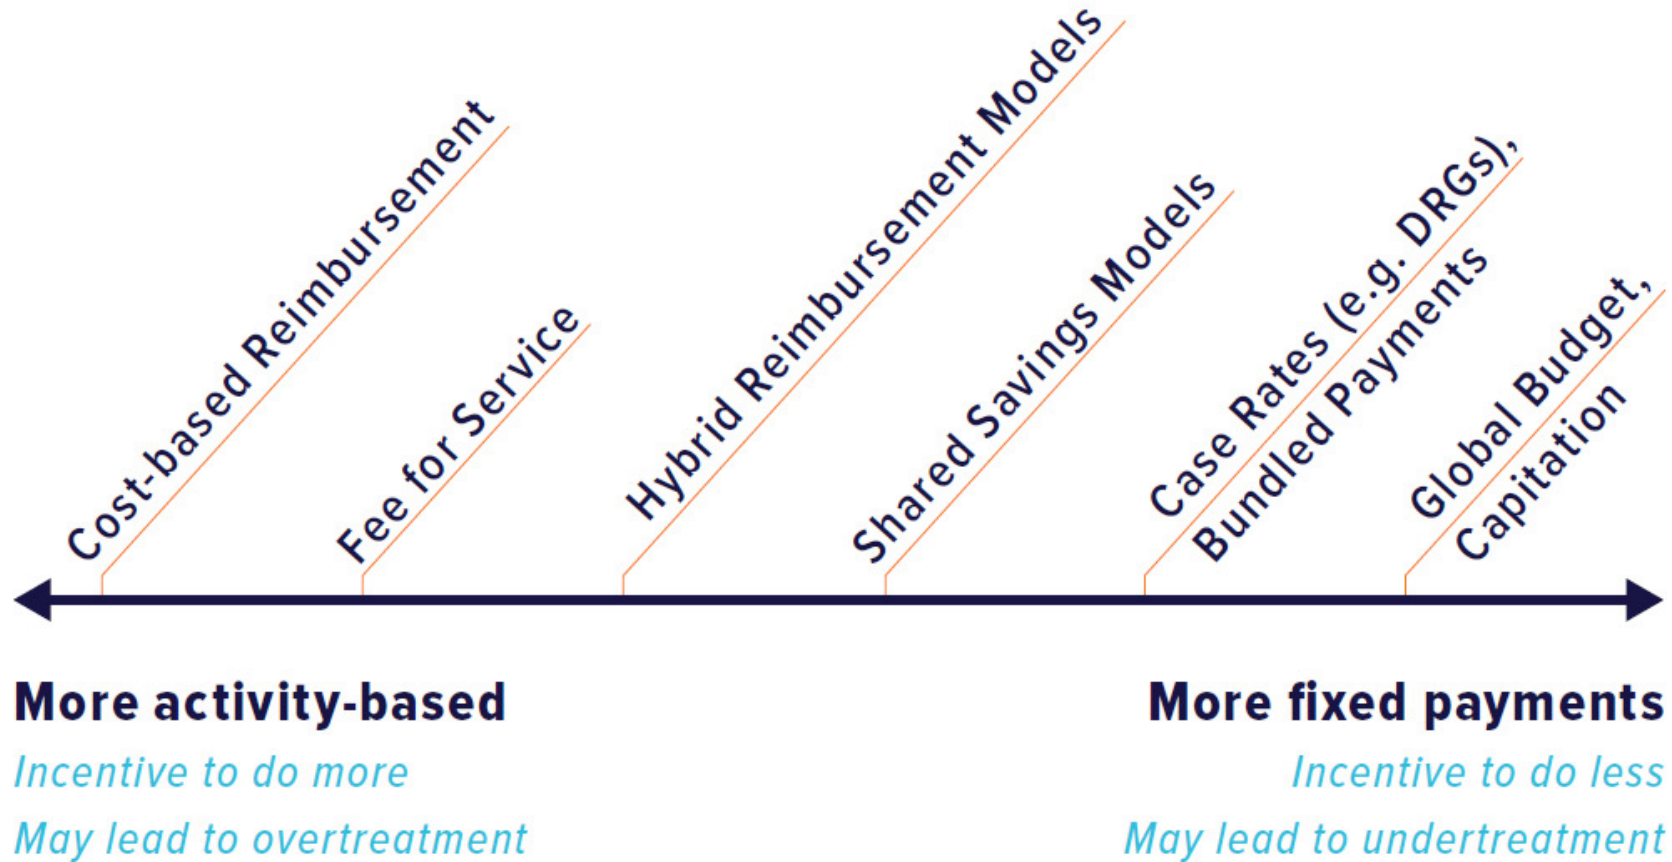 Cost-based Reimbursement
Fee for Service
Hybrid Reimbursement Models
Shared Savings Models
Case Rates (e.g. DRGs),
Bundled Payments
Global Budget,
Capitation
More activity-based
Incentive to do more
May lead to overtreatment
More fixed payments
Incentive to do less
May lead to undertreatment